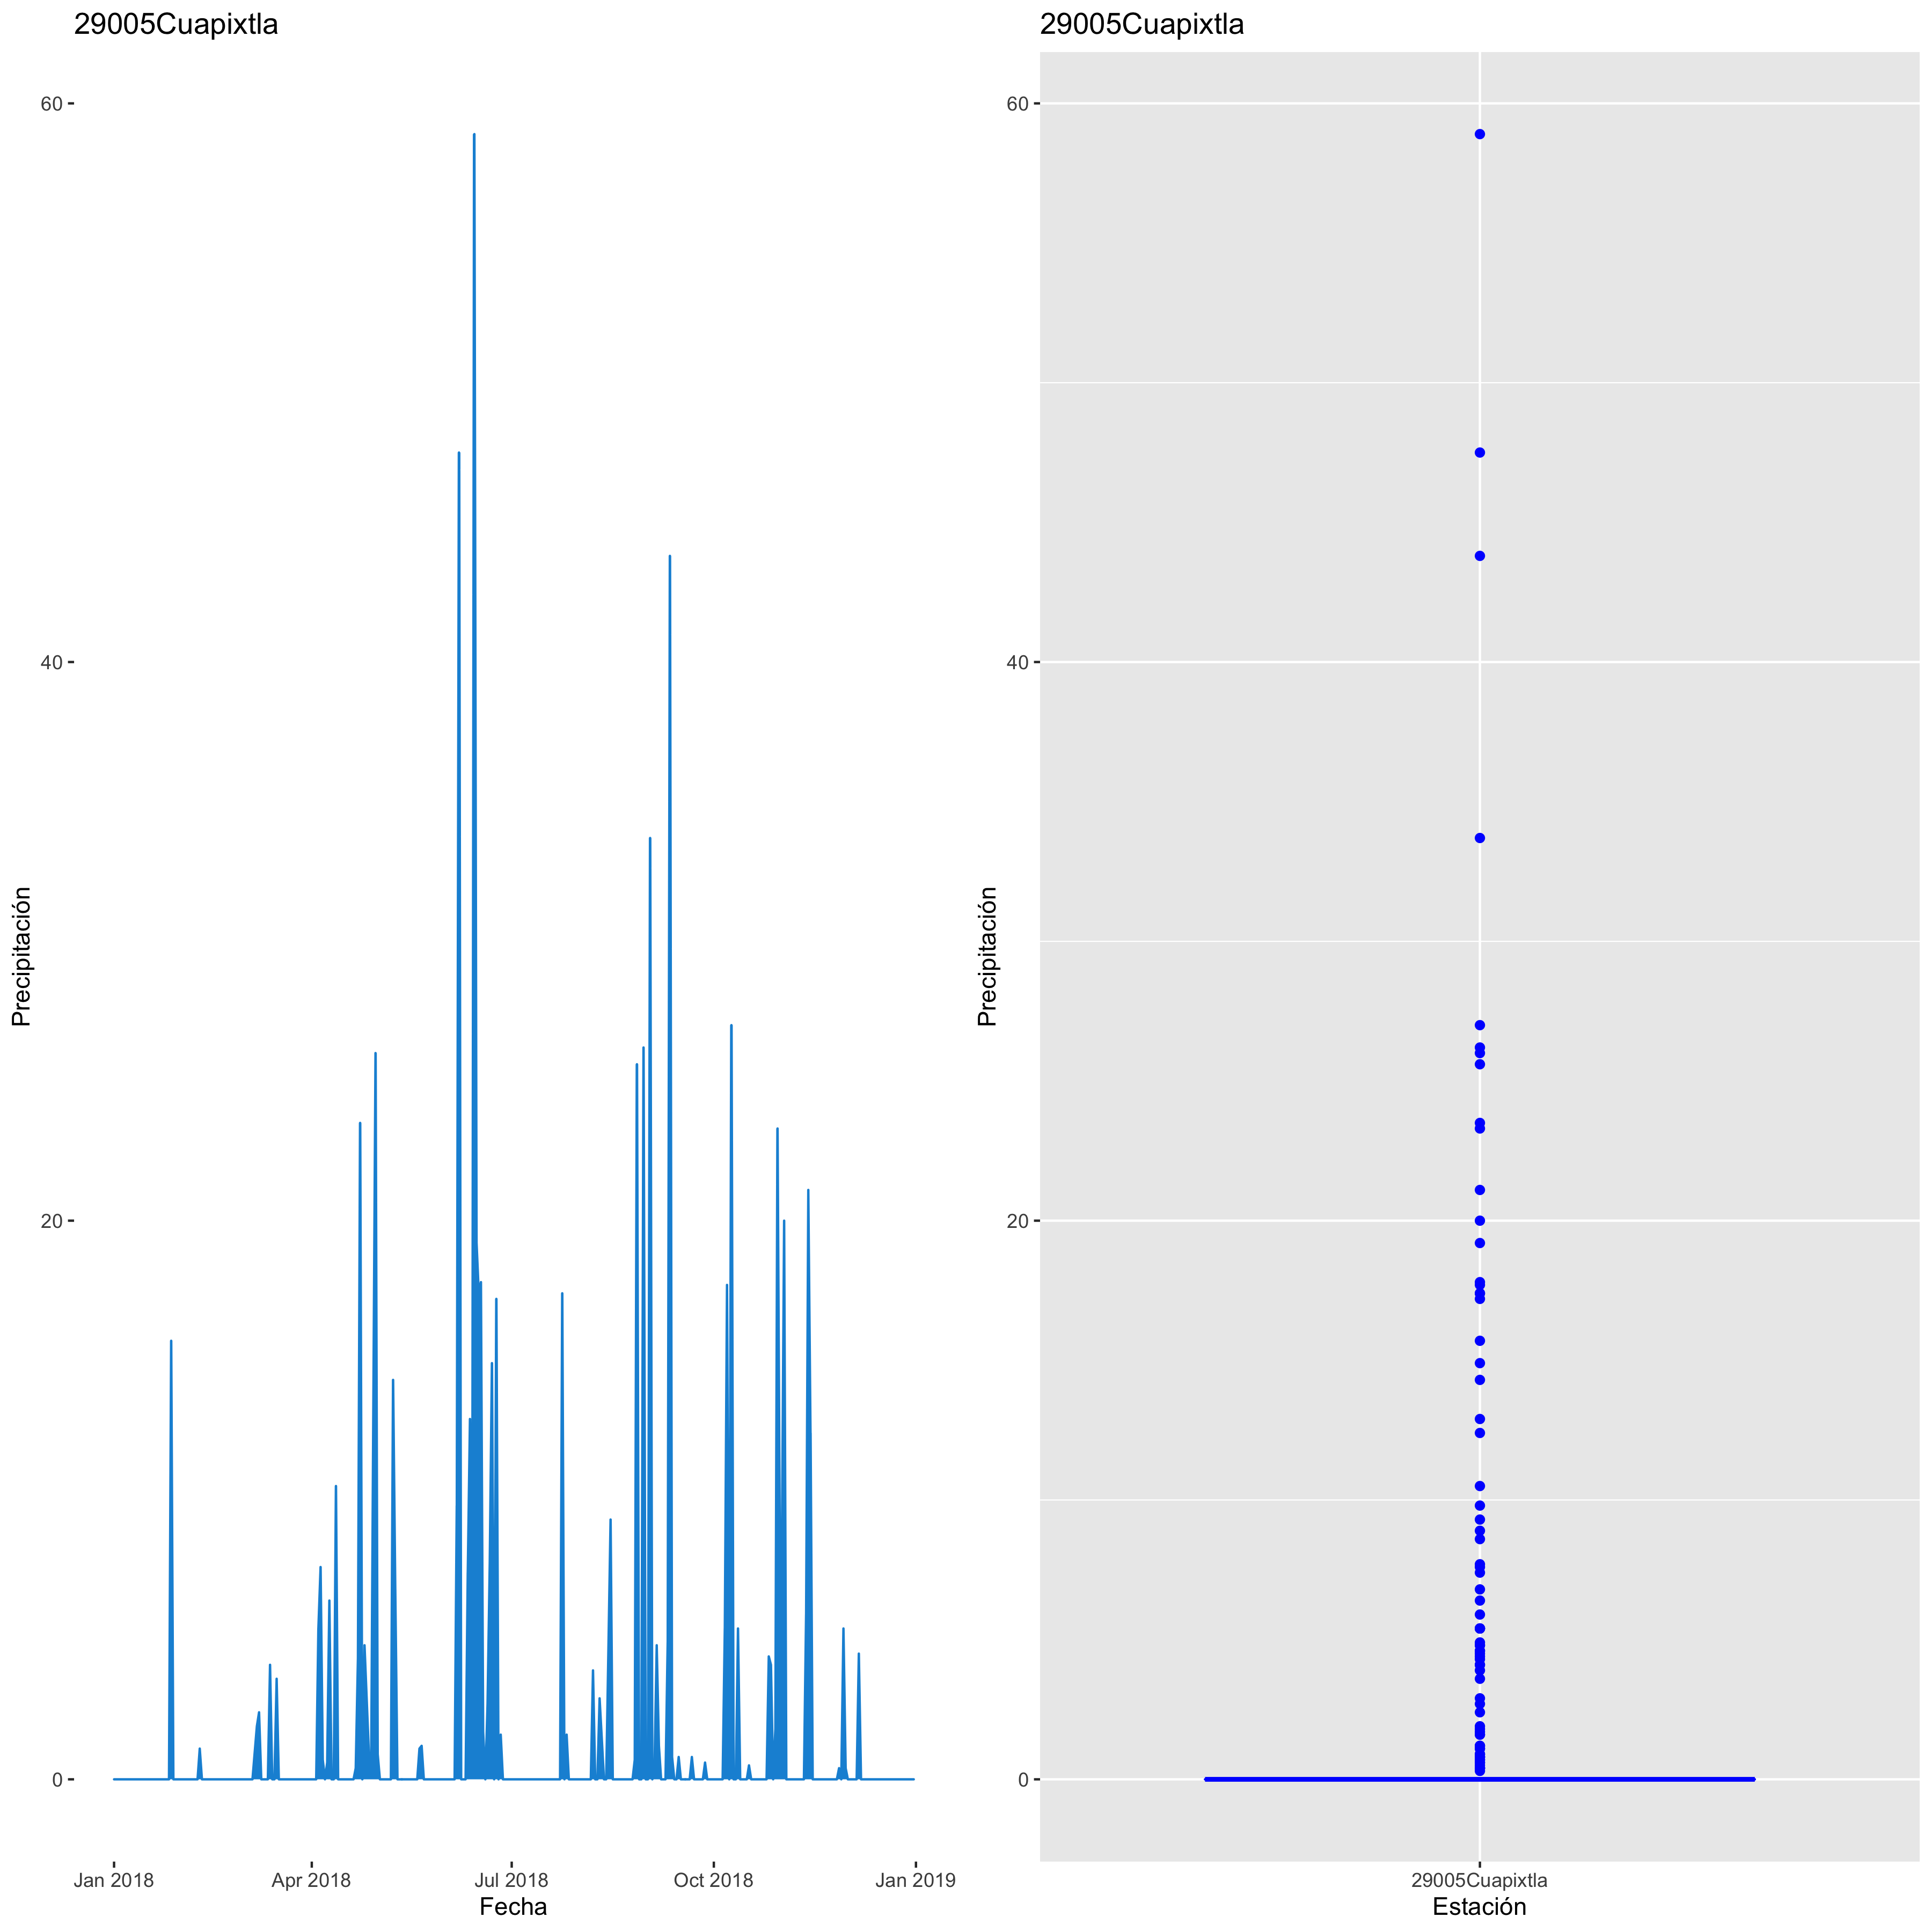 29005Cuapixtla
60
40
20
0
Precipitación
Jan 2018
Apr 2018
Jul 2018
Oct 2018
Jan 2019
Fecha
29005Cuapixtla
60
40
20
0
Precipitación
29005Cuapixtla
Estación